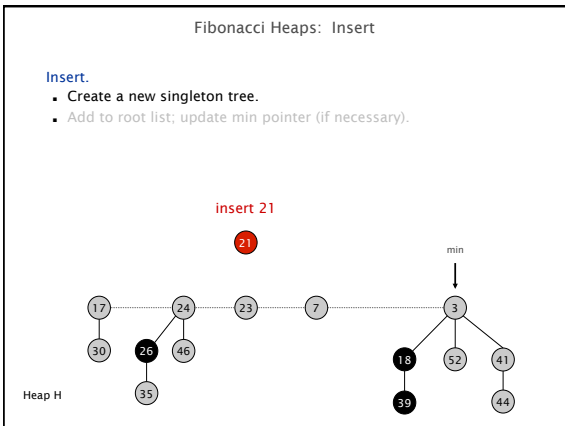 Fibonacci Heaps: Insert
Insert.
▪ Create a new singleton tree.
▪ Add to root list; update min pointer (if necessary).
insert 21
21
min
17 24 23 7 3
30 26 46 18 52 41
35 39 44
Heap H